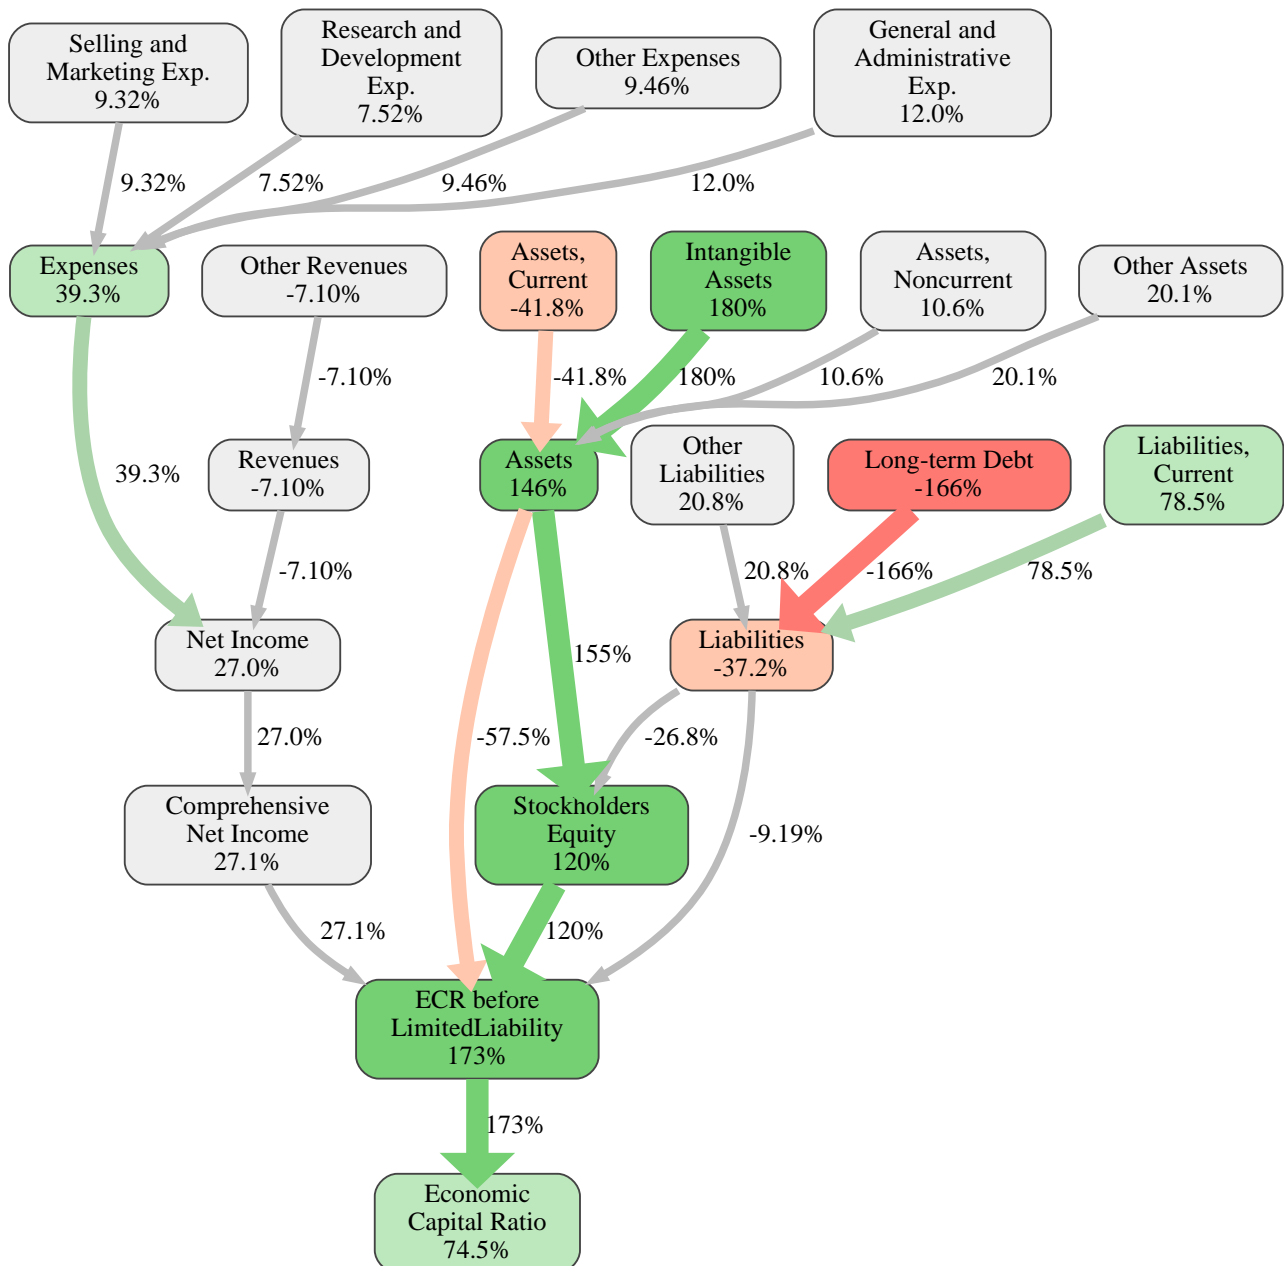 Selling and
Marketing Exp.
9.32%
Research and
Development
Exp.
7.52%
Other Expenses
9.46%
General and
Administrative
Exp.
12.0%
9.32%
7.52%
9.46%
12.0%
Expenses
39.3%
Other Revenues
-7.10%
Assets,
Current
-41.8%
Intangible
Assets
180%
Assets,
Noncurrent
10.6%
Other Assets
20.1%
-7.10%
-41.8%
180%
10.6%
20.1%
39.3%
Revenues
-7.10%
Assets
146%
Other
Liabilities
20.8%
Long-term Debt
-166%
Liabilities,
Current
78.5%
-7.10%
20.8%
-166%
78.5%
Net Income
27.0%
155%
Liabilities
-37.2%
27.0%
-57.5%
-26.8%
Comprehensive
Net Income
27.1%
Stockholders
Equity
120%
-9.19%
27.1%
120%
ECR before
LimitedLiability
173%
173%
Economic
Capital Ratio
74.5%